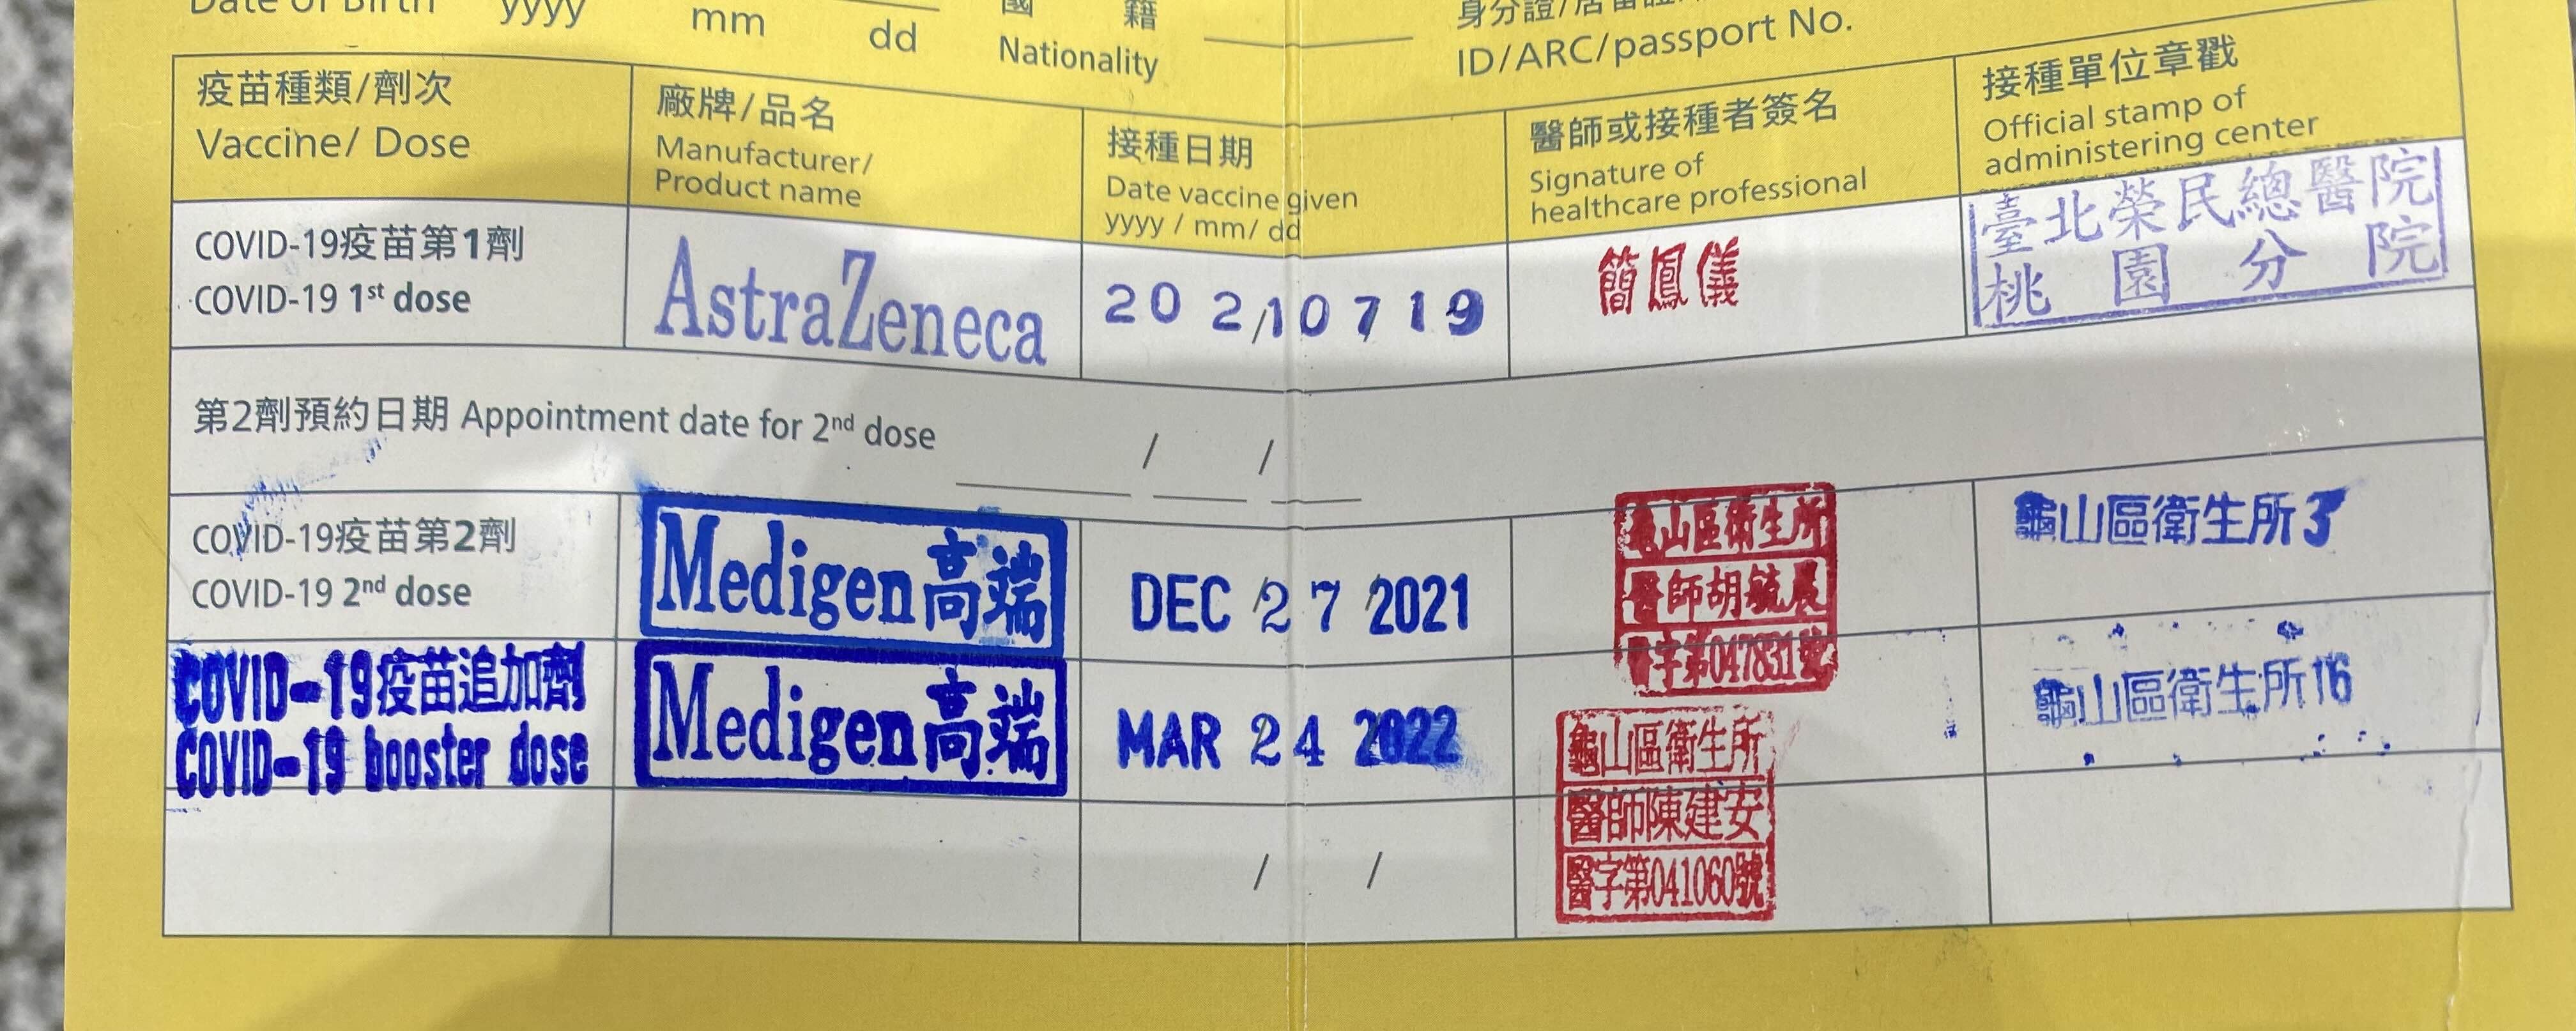 Date of Birth yyyy mm dd
國 籍
Nationality
ID/ARC/passport No.
疫苗種類/劑次
Vaccine/ Dose
廠牌/品名
Manufacturer/
Product name
接種日期
Date vaccine given
yyyy / mm/ dd
醫師或接種者簽名
Signature of
healthcare professional
接種單位章戳
Official stamp of
administering center
COVID-19疫苗第1劑
COVID-19 1st dose
AstraZeneca
20 2/10 7 19
簡鳳儀
臺北榮民總醫院
桃園分院
第2劑預約日期 Appointment date for 2nd dose / /
COVID-19疫苗第2劑
COVID-19 2nd dose
Medigen高端
DEC 27 2021
龜山區衛生所
醫師胡毓晨
醫字第047831號
龜山區衛生所3
COVID-19疫苗追加劑
COVID-19 booster dose
Medigen高端
MAR 24 2022
龜山區衛生所
醫師陳建安
醫字第041060號
龜山區衛生所16
/ /